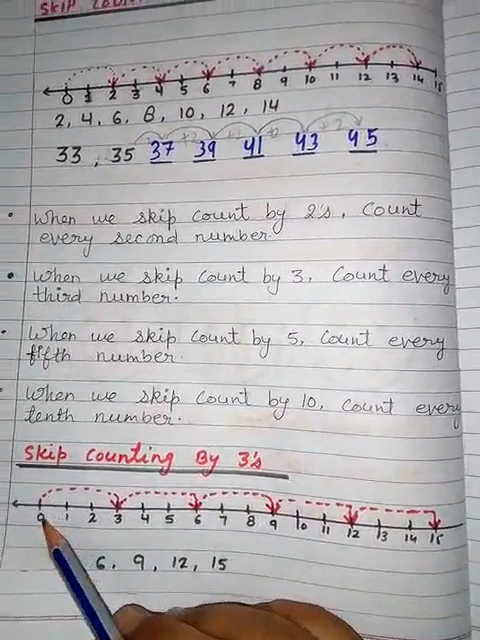 SKIP
0 1 2 3 4 5 6 7 8 9 10 11 12 13 14 15
2, 4, 6, 8, 10, 12, 14
33, 35 37 39 41 43 45
• When we skip count by 2's, Count
every second number.
• When we skip Count by 3, Count every
third number.
• When we skip Count by 5, Count every
fifth number.
• When we skip Count by 10, Count every
tenth number.
Skip Counting By 3's
0 1 2 3 4 5 6 7 8 9 10 11 12 13 14 15
6, 9, 12, 15